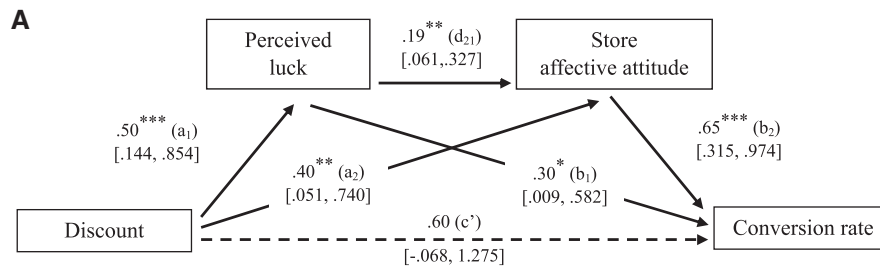 A
Perceived
luck
.19** (d21)
[.061,.327]
Store
affective attitude
.50*** (a1)
[.144, .854]
.65*** (b2)
[.315, .974]
.40** (a2)
[.051, .740]
.30* (b1)
[.009, .582]
Discount
.60 (c’)
[-.068, 1.275]
Conversion rate